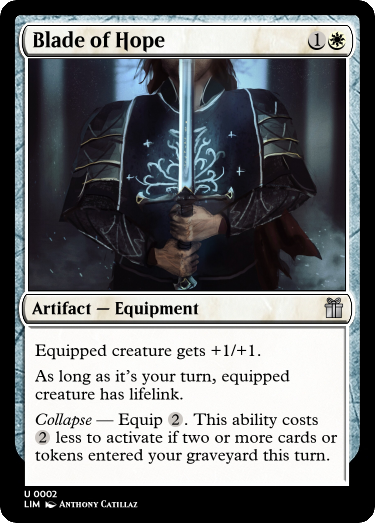 Blade of Hope 1
Artifact — Equipment
Equipped creature gets +1/+1.
As long as it's your turn, equipped
creature has lifelink.
Collapse — Equip 2. This ability costs
2 less to activate if two or more cards or
tokens entered your graveyard this turn.
U 0002
LIM Anthony Catillaz